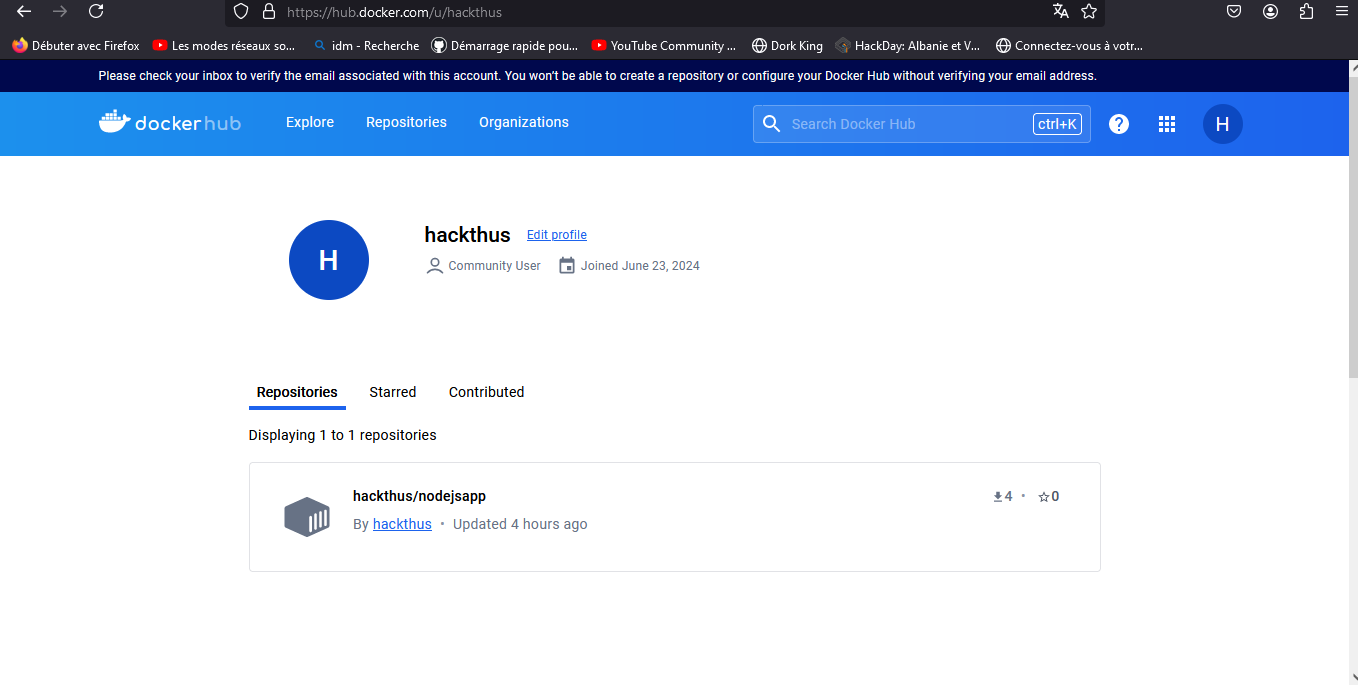 https://hub.docker.com/u/hackthus
Débuter avec Firefox Les modes réseaux so... idm - Recherche Démarrage rapide pou... YouTube Community ... Dork King HackDay: Albanie et V... Connectez-vous à votr...
Please check your inbox to verify the email associated with this account. You won't be able to create a repository or configure your Docker Hub without verifying your email address.
dockerhub Explore Repositories Organizations Search Docker Hub ctrl+K ? H
H
hackthus Edit profile
Community User Joined June 23, 2024
Repositories Starred Contributed
Displaying 1 to 1 repositories
hackthus/nodejsapp 4 • 0
By hackthus • Updated 4 hours ago